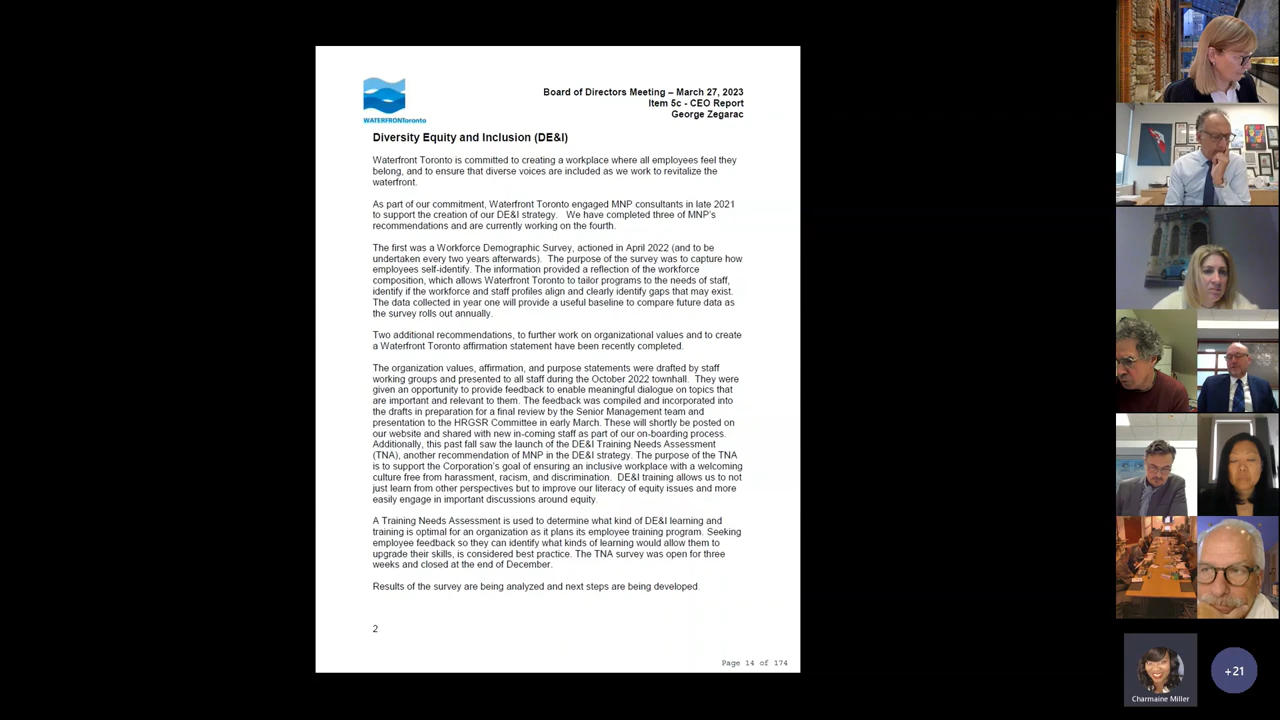 WATERFRONToronto
Board of Directors Meeting – March 27, 2023
Item 5c - CEO Report
George Zegarac
Diversity Equity and Inclusion (DE&I)
Waterfront Toronto is committed to creating a workplace where all employees feel they
belong, and to ensure that diverse voices are included as we work to revitalize the
waterfront.
As part of our commitment, Waterfront Toronto engaged MNP consultants in late 2021
to support the creation of our DE&I strategy. We have completed three of MNP's
recommendations and are currently working on the fourth.
The first was a Workforce Demographic Survey, actioned in April 2022 (and to be
undertaken every two years afterwards). The purpose of the survey was to capture how
employees self-identify. The information provided a reflection of the workforce
composition, which allows Waterfront Toronto to tailor programs to the needs of staff,
identify if the workforce and staff profiles align and clearly identify gaps that may exist.
The data collected in year one will provide a useful baseline to compare future data as
the survey rolls out annually.
Two additional recommendations, to further work on organizational values and to create
a Waterfront Toronto affirmation statement have been recently completed.
The organization values, affirmation, and purpose statements were drafted by staff
working groups and presented to all staff during the October 2022 townhall. They were
given an opportunity to provide feedback to enable meaningful dialogue on topics that
are important and relevant to them. The feedback was compiled and incorporated into
the drafts in preparation for a final review by the Senior Management team and
presentation to the HRGSR Committee in early March. These will shortly be posted on
our website and shared with new in-coming staff as part of our on-boarding process.
Additionally, this past fall saw the launch of the DE&I Training Needs Assessment
(TNA), another recommendation of MNP in the DE&I strategy. The purpose of the TNA
is to support the Corporation's goal of ensuring an inclusive workplace with a welcoming
culture free from harassment, racism, and discrimination. DE&I training allows us to not
just learn from other perspectives but to improve our literacy of equity issues and more
easily engage in important discussions around equity.
A Training Needs Assessment is used to determine what kind of DE&I learning and
training is optimal for an organization as it plans its employee training program. Seeking
employee feedback so they can identify what kinds of learning would allow them to
upgrade their skills, is considered best practice. The TNA survey was open for three
weeks and closed at the end of December.
Results of the survey are being analyzed and next steps are being developed.
2
Page 14 of 174
Charmaine Miller
+21